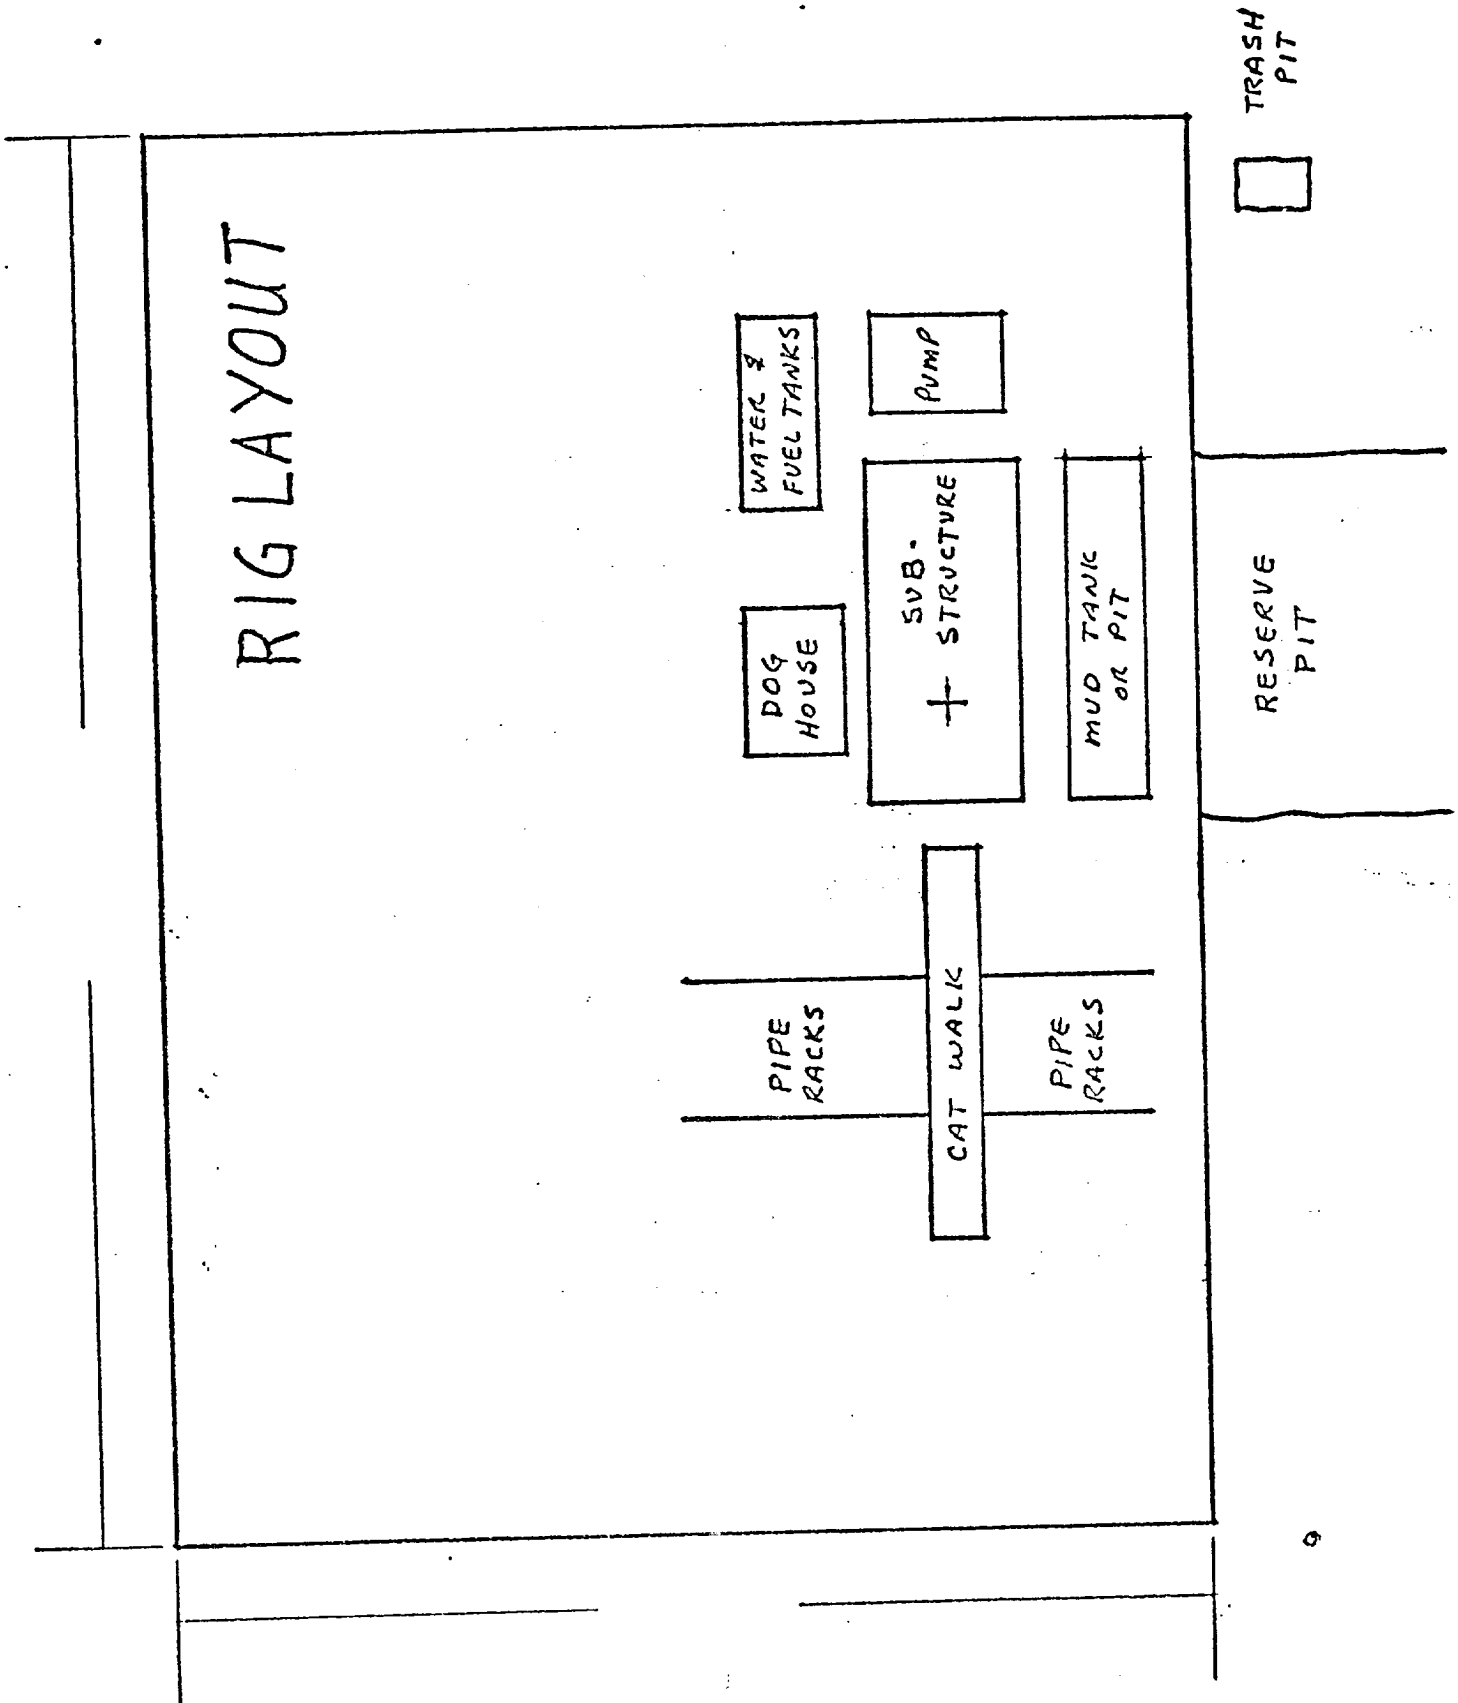 RIG LAYOUT
WATER &
FUEL TANKS
PUMP
DOG
HOUSE
SUB-
STRUCTURE
MUD TANK
OR PIT
PIPE
RACKS
CAT WALK
PIPE
RACKS
RESERVE
PIT
TRASH
PIT